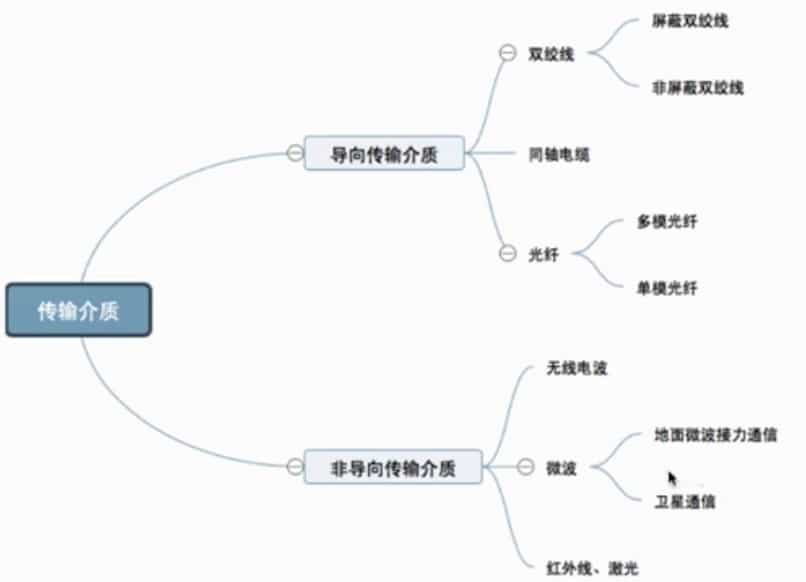 屏蔽双绞线
双绞线
非屏蔽双绞线
导向传输介质
同轴电缆
多模光纤
光纤
单模光纤
传输介质
无线电波
地面微波接力通信
非导向传输介质
微波
卫星通信
红外线、激光